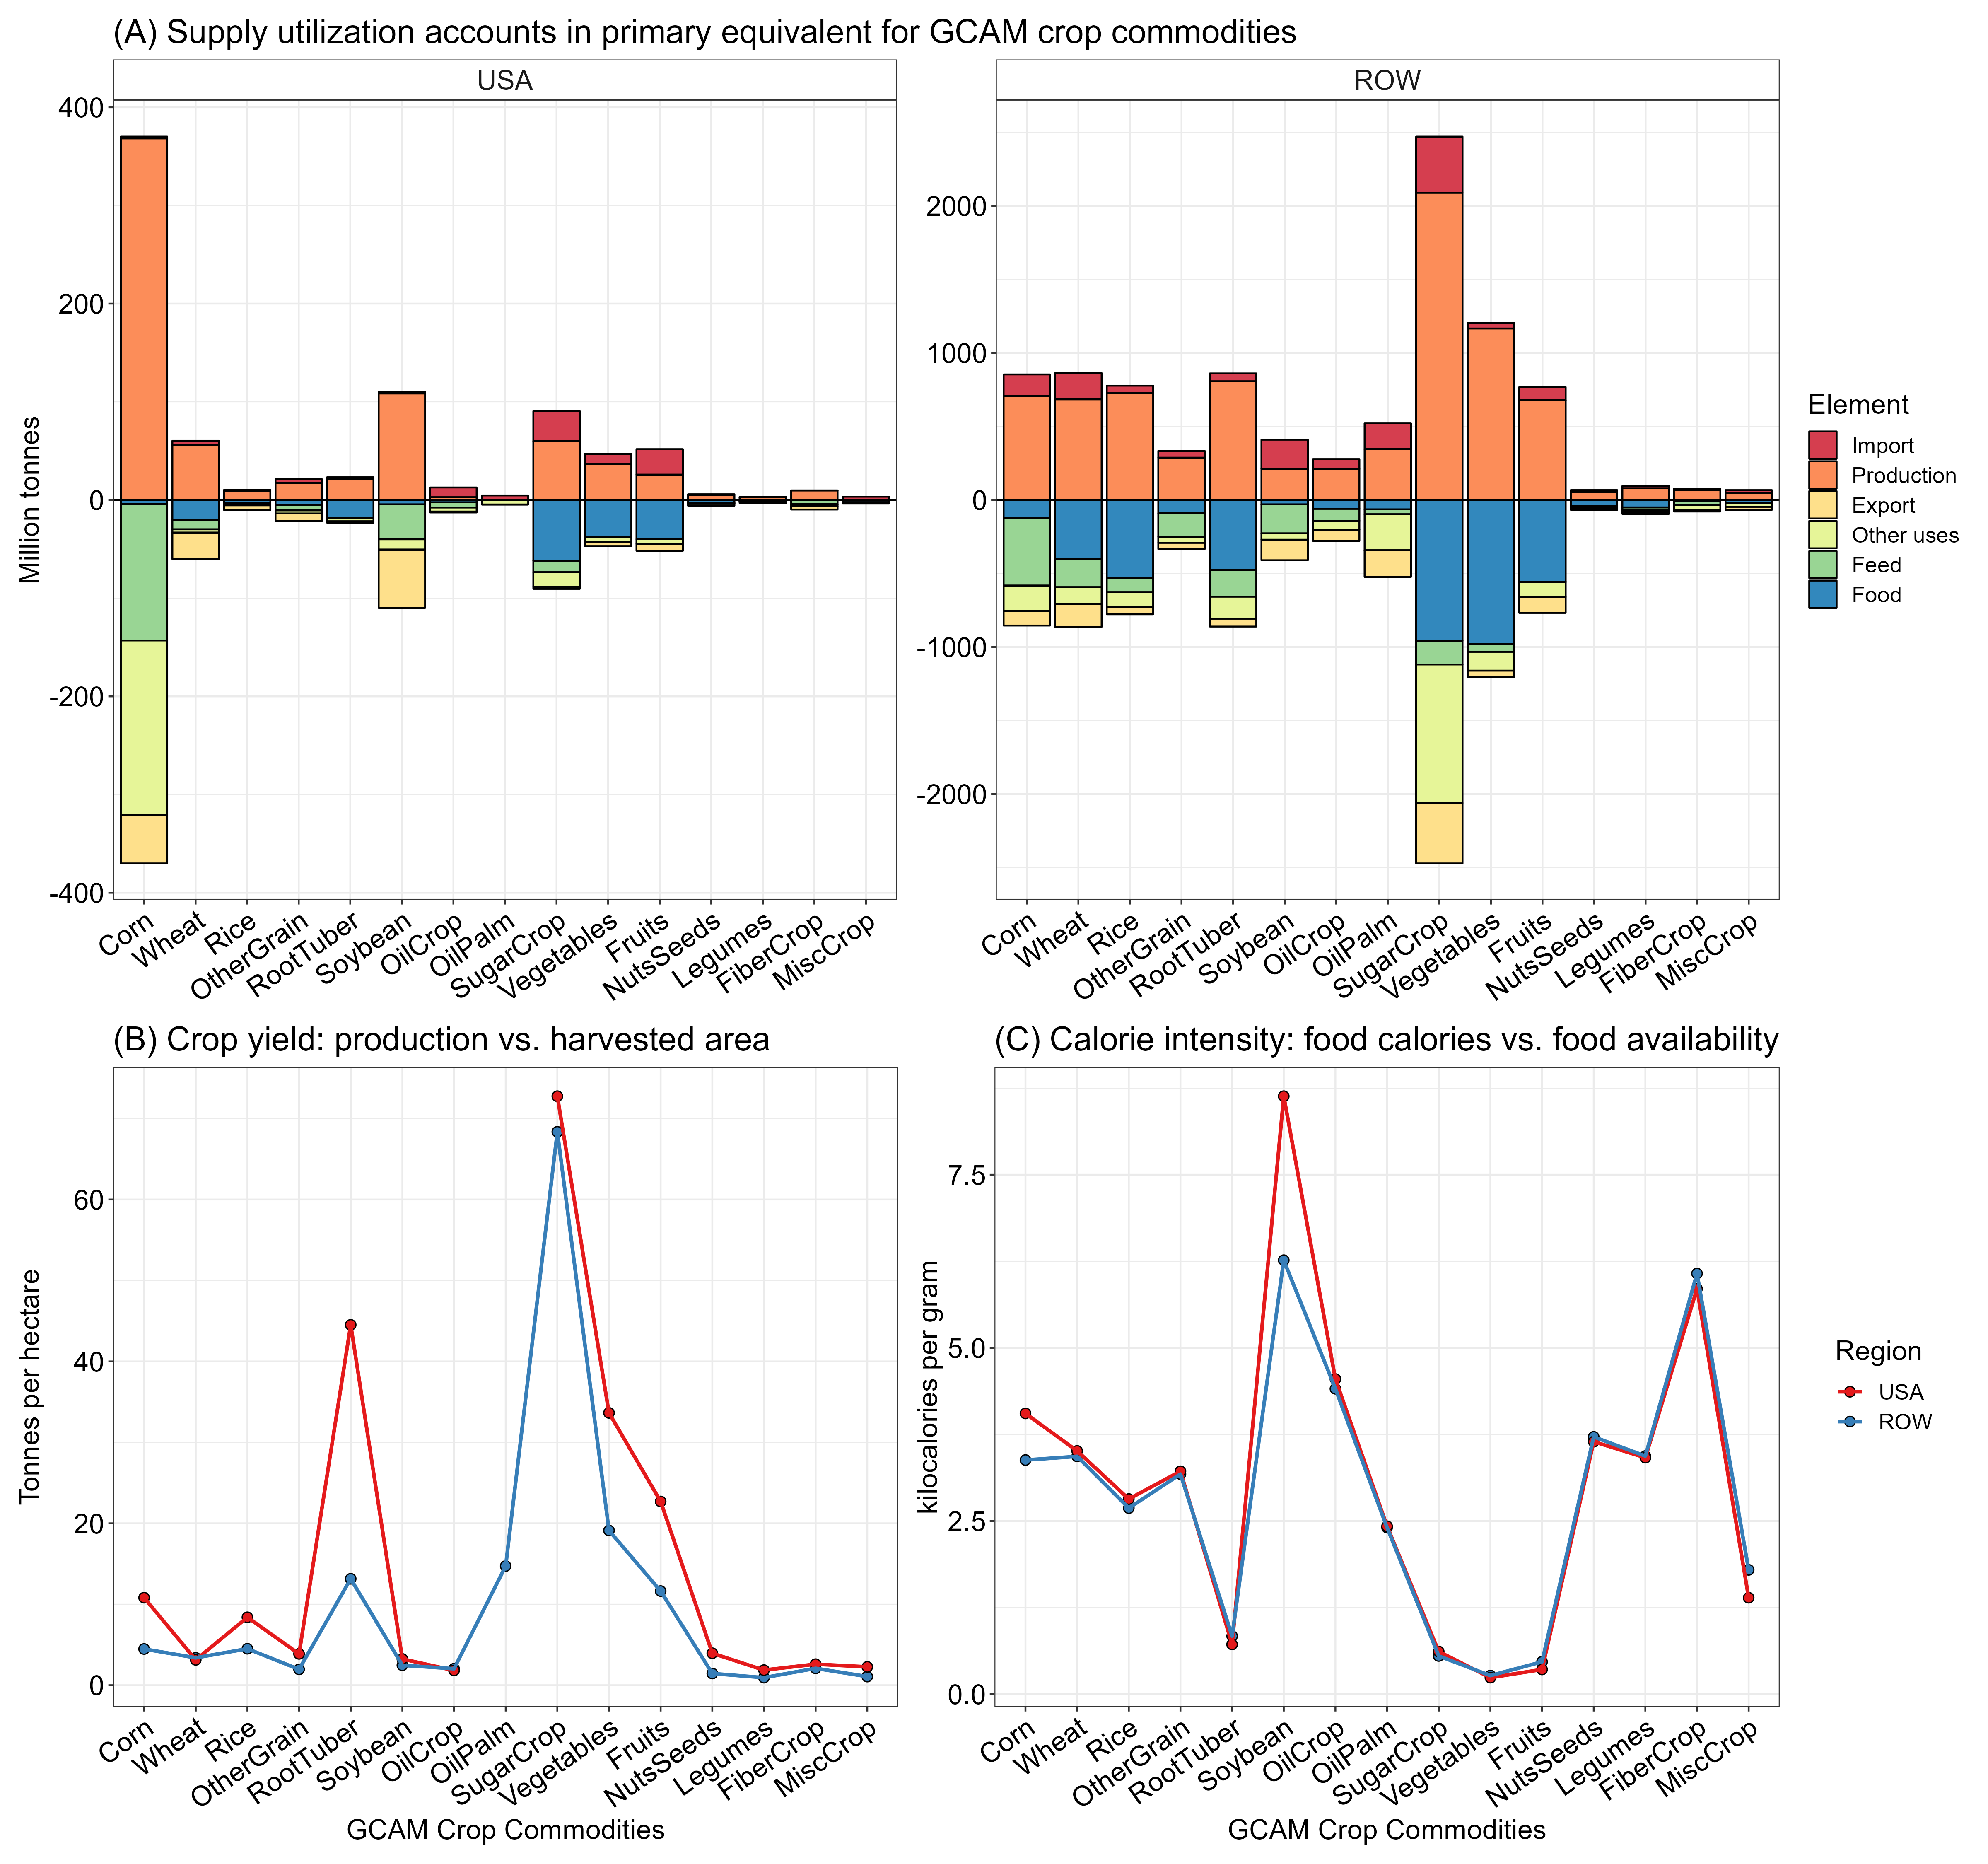 (A) Supply utilization accounts in primary equivalent for GCAM crop commodities
USA
ROW
Million tonnes
400
200
0
-200
-400
2000
1000
0
-1000
-2000
Corn
Wheat
Rice
OtherGrain
RootTuber
Soybean
OilCrop
OilPalm
SugarCrop
Vegetables
Fruits
NutsSeeds
Legumes
FiberCrop
MiscCrop
Corn
Wheat
Rice
OtherGrain
RootTuber
Soybean
OilCrop
OilPalm
SugarCrop
Vegetables
Fruits
NutsSeeds
Legumes
FiberCrop
MiscCrop
Element
Import
Production
Export
Other uses
Feed
Food
(B) Crop yield: production vs. harvested area
Tonnes per hectare
60
40
20
0
Corn
Wheat
Rice
OtherGrain
RootTuber
Soybean
OilCrop
OilPalm
SugarCrop
Vegetables
Fruits
NutsSeeds
Legumes
FiberCrop
MiscCrop
GCAM Crop Commodities
(C) Calorie intensity: food calories vs. food availability
kilocalories per gram
7.5
5.0
2.5
0.0
Corn
Wheat
Rice
OtherGrain
RootTuber
Soybean
OilCrop
OilPalm
SugarCrop
Vegetables
Fruits
NutsSeeds
Legumes
FiberCrop
MiscCrop
GCAM Crop Commodities
Region
USA
ROW